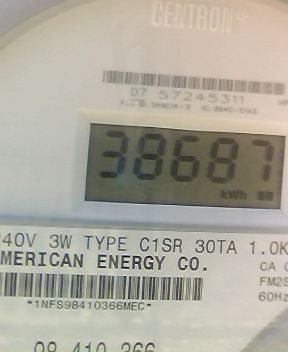 CENTRON®
07 57245311
38687
kWh
240V 3W TYPE C1SR 30TA 1.0K
MERICAN ENERGY CO.
CA
FM2S
60Hz
*1NFS98410366MEC*
98 410 366